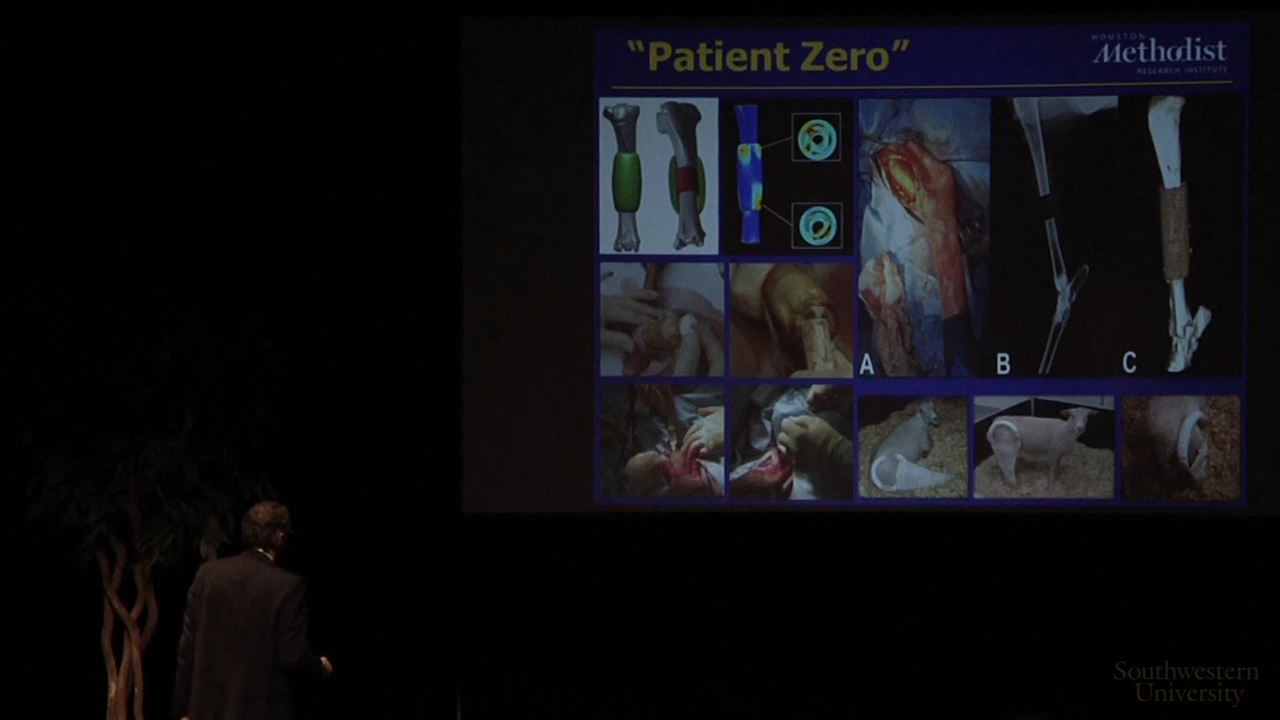 "Patient Zero"
HOUSTON
Methodist
RESEARCH INSTITUTE
A
B
C
Southwestern
University